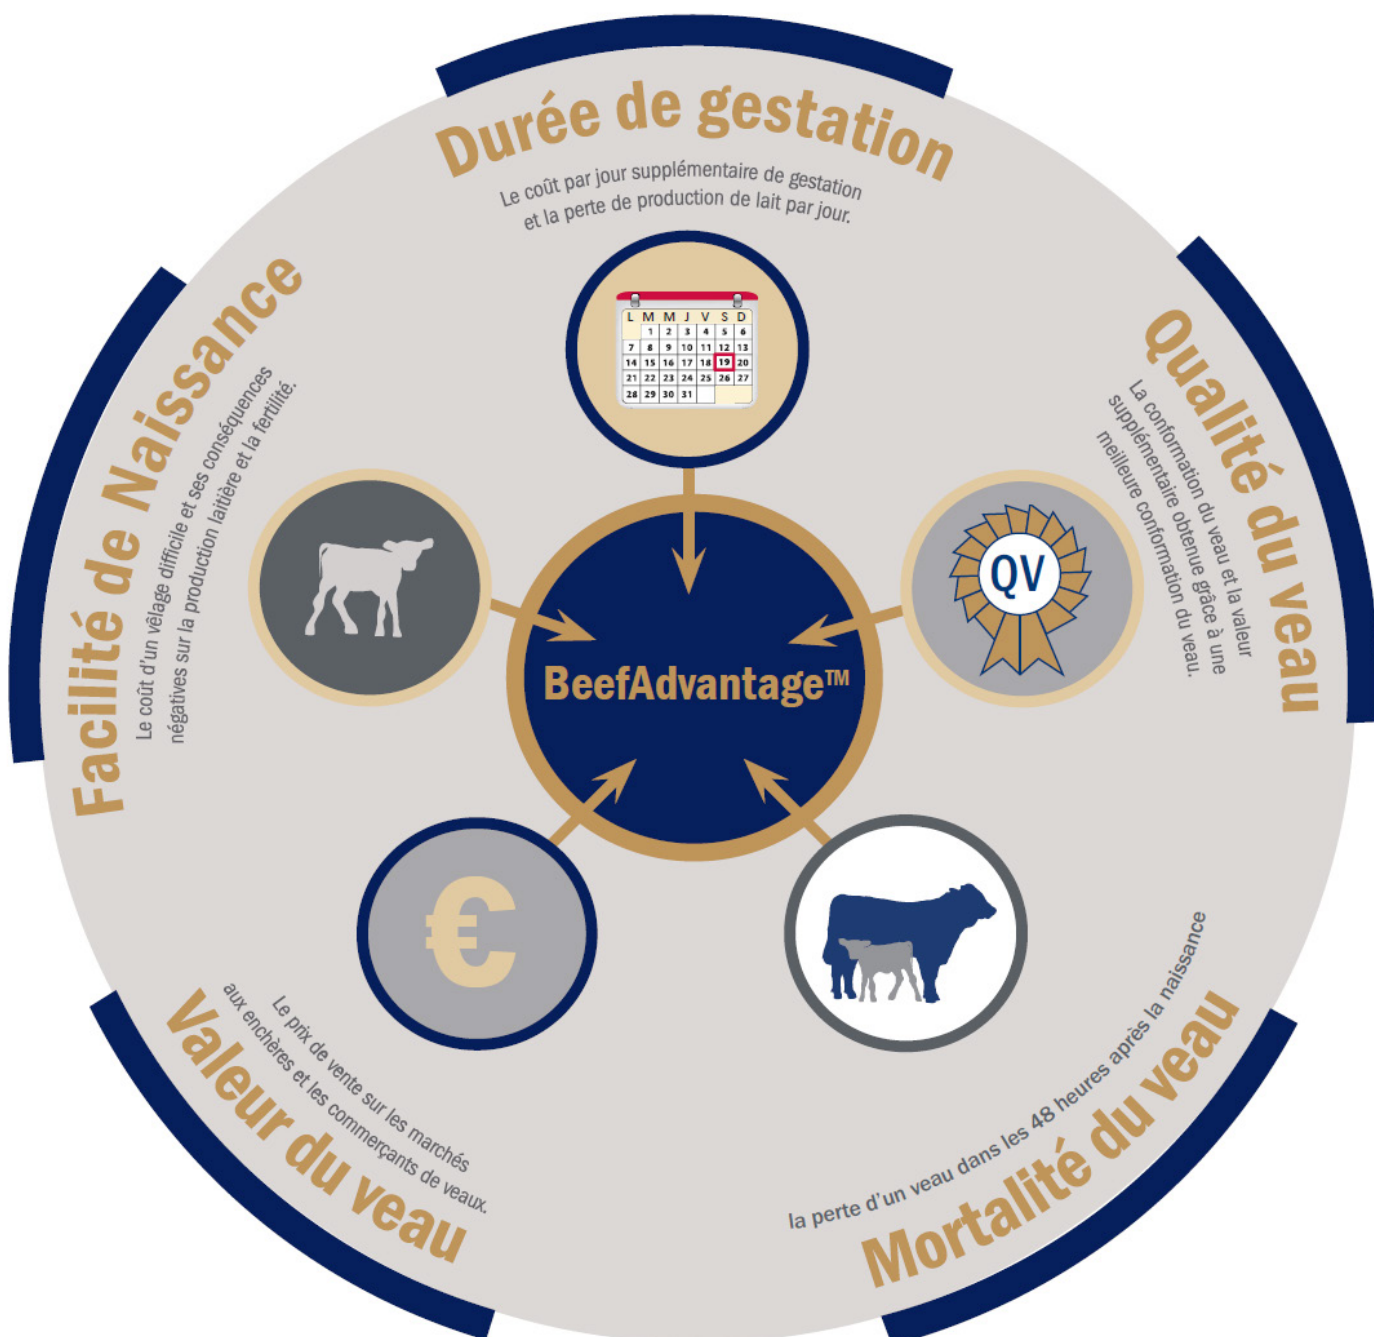 Durée de gestation
Le coût par jour supplémentaire de gestation
et la perte de production de lait par jour.
L M M J V S D
1 2 3 4 5 6
7 8 9 10 11 12 13
14 15 16 17 18 19 20
21 22 23 24 25 26 27
28 29 30 31
Qualité du veau
La conformation du veau et la valeur
supplémentaire obtenue grâce à une
meilleure conformation du veau.
QV
Facilité de Naissance
Le coût d'un vêlage difficile et ses conséquences
négatives sur la production laitière et la fertilité.
BeefAdvantage™
€
Valeur du veau
Le prix de vente sur les marchés
aux enchères et les commerçants de veaux.
la perte d'un veau dans les 48 heures après la naissance
Mortalité du veau